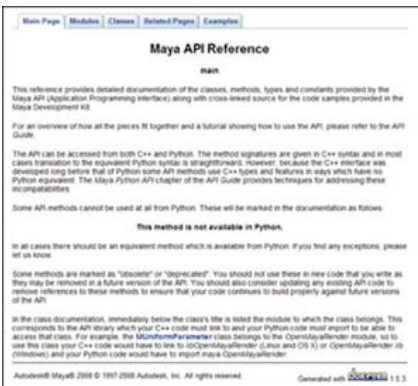 Main Page Modules Classes Related Pages Examples
Maya API Reference
main
This reference provides detailed documentation of the classes, methods, types and constants provided by the
Maya API (Application Programming Interface) along with cross-linked source for the code samples provided in the
Maya Development Kit.
For an overview of how all the pieces fit together and a tutorial showing how to use the API, please refer to the API
Guide.
The API can be accessed from both C++ and Python. The method signatures are given in C++ syntax and in most
cases translation to the equivalent Python syntax is straightforward. However, because the C++ interface was
developed long before that of Python some API methods use C++ types and features in ways which have no
Python equivalent. The Maya Python API chapter of the API Guide provides techniques for addressing these
incompatibilities.
Some API methods cannot be used at all from Python. These will be marked in the documentation as follows:
This method is not available in Python.
In all cases there should be an equivalent method which is available from Python. If you find any exceptions, please
let us know.
Some methods are marked as "obsolete" or "deprecated". You should not use these in new code that you write as
they may be removed in a future version of the API. You should also consider updating any existing API code to
remove references to these methods to ensure that your code continues to build properly against future versions
of the API.
In the class documentation, immediately below the class's title is listed the module to which the class belongs. This
corresponds to the API library which your C++ code must link to and your Python code must import to be able to
access that class. For example, the MUniformParameter class belongs to the OpenMayaRender module, so to
use this class your C++ code would have to link to libOpenMayaRender (Linux and OS X) or OpenMayaRender.lib
(Windows) and your Python code would have to import maya.OpenMayaRender.
Autodesk® Maya® 2008 © 1997-2008 Autodesk, Inc. All rights reserved. Generated with doxygen 1.5.3